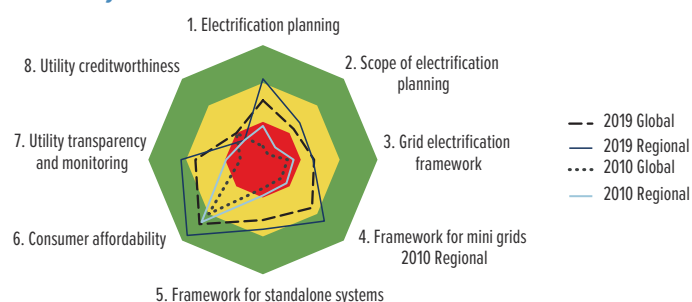 1. Electrification planning
8. Utility creditworthiness
2. Scope of electrification
planning
7. Utility transparency
and monitoring
3. Grid electrification
framework
2019 Global
2019 Regional
2010 Global
2010 Regional
6. Consumer affordability
4. Framework for mini grids
2010 Regional
5. Framework for standalone systems